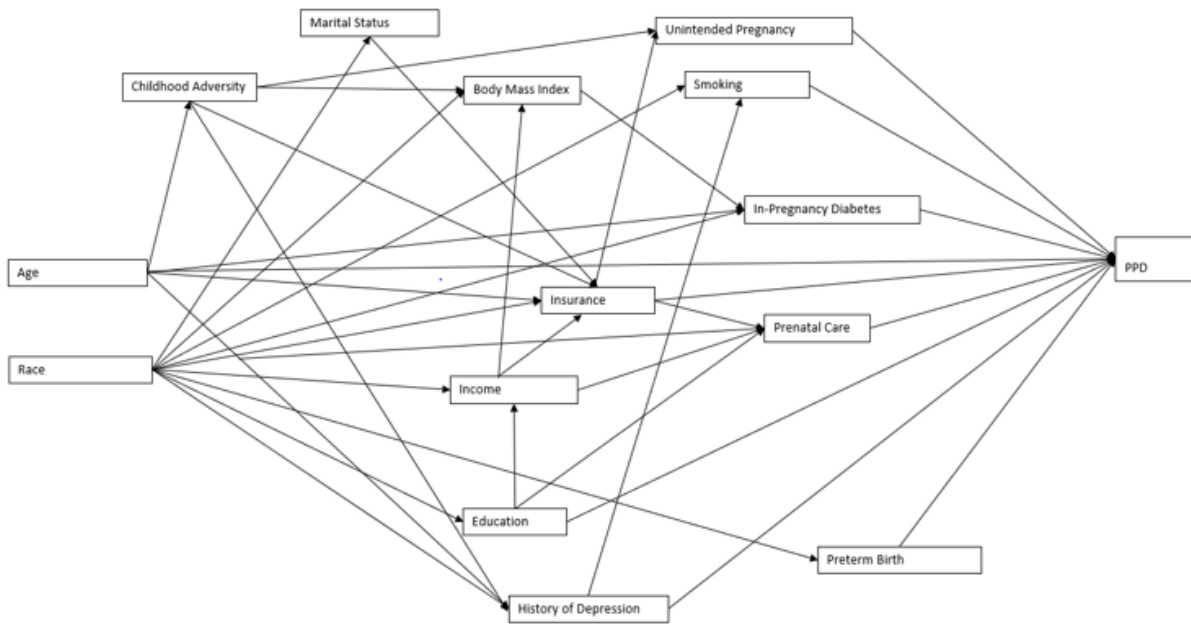 Marital Status
Unintended Pregnancy
Childhood Adversity
Body Mass Index
Smoking
In-Pregnancy Diabetes
Age
PPD
Insurance
Prenatal Care
Race
Income
Education
Preterm Birth
History of Depression